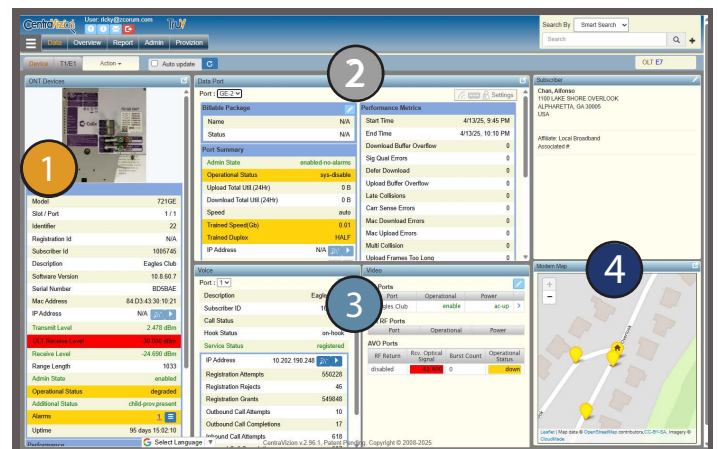 CentraVizion
User: ricky@zcorum.com
TruVizion
Data Overview Report Admin Provizion
Search By Smart Search
Search
Device T1/E1 Action Auto update
OLT E7
ONT Devices
1
Model 721GE
Slot / Port 1 / 1
Identifier 22
Registration Id N/A
Subscriber Id 1005745
Description Eagles Club
Software Version 10.8.60.7
Serial Number BD5BAE
Mac Address 84:D3:43:30:10:21
IP Address N/A
Transmit Level 2.478 dBm
OLT Receive Level -30.000 dBm
Receive Level -24.690 dBm
Range Length 1033
Admin State enabled
Operational Status degraded
Additional Status child-prov,present
Alarms 1
Uptime 95 days 15:02:10
Performance
Data Port
2
Port : GE-2
Settings
Billable Package
Name N/A
Status N/A
Port Summary
Admin State enabled-no-alarms
Operational Status sys-disable
Upload Total Util (24Hr) 0 B
Download Total Util (24Hr) 0 B
Speed auto
Trained Speed(Gb) 0.01
Trained Duplex HALF
IP Address N/A
Performance Metrics
Start Time 4/13/25, 9:45 PM
End Time 4/13/25, 10:10 PM
Download Buffer Overflow 0
Sig Qual Errors 0
Defer Download 0
Upload Buffer Overflow 0
Late Collisions 0
Carr Sense Errors 0
Mac Download Errors 0
Mac Upload Errors 0
Multi Collision 0
Upload Frames Too Long 0
Voice
Port : 1
Description Eagles
Subscriber ID 10
Call Status
Hook Status on-hook
Service Status registered
IP Address 10.202.190.248
Registration Attempts 550228
Registration Rejects 46
Registration Grants 549848
Outbound Call Attempts 10
Outbound Call Completions 17
Inbound Call Attempts 618
3
Video
Ports
Port Operational Power
Eagles Club enable ac-up
RF Ports
Port Operational Power
AVO Ports
RF Return Rcv. Optical Signal Burst Count Operational Status
disabled 0 down
Subscriber
Chan, Alfonso
1100 LAKE SHORE OVERLOOK
ALPHARETTA, GA 30005
USA
Affiliate: Local Broadband
Associated #:
Modem Map
4
+
−
Overlook
Leaflet | Map data © OpenStreetMap contributors,CC-BY-SA, Imagery © CloudMade
G Select Language
CentraVizion v.2.96.1, Patent Pending, Copyright © 2008-2025